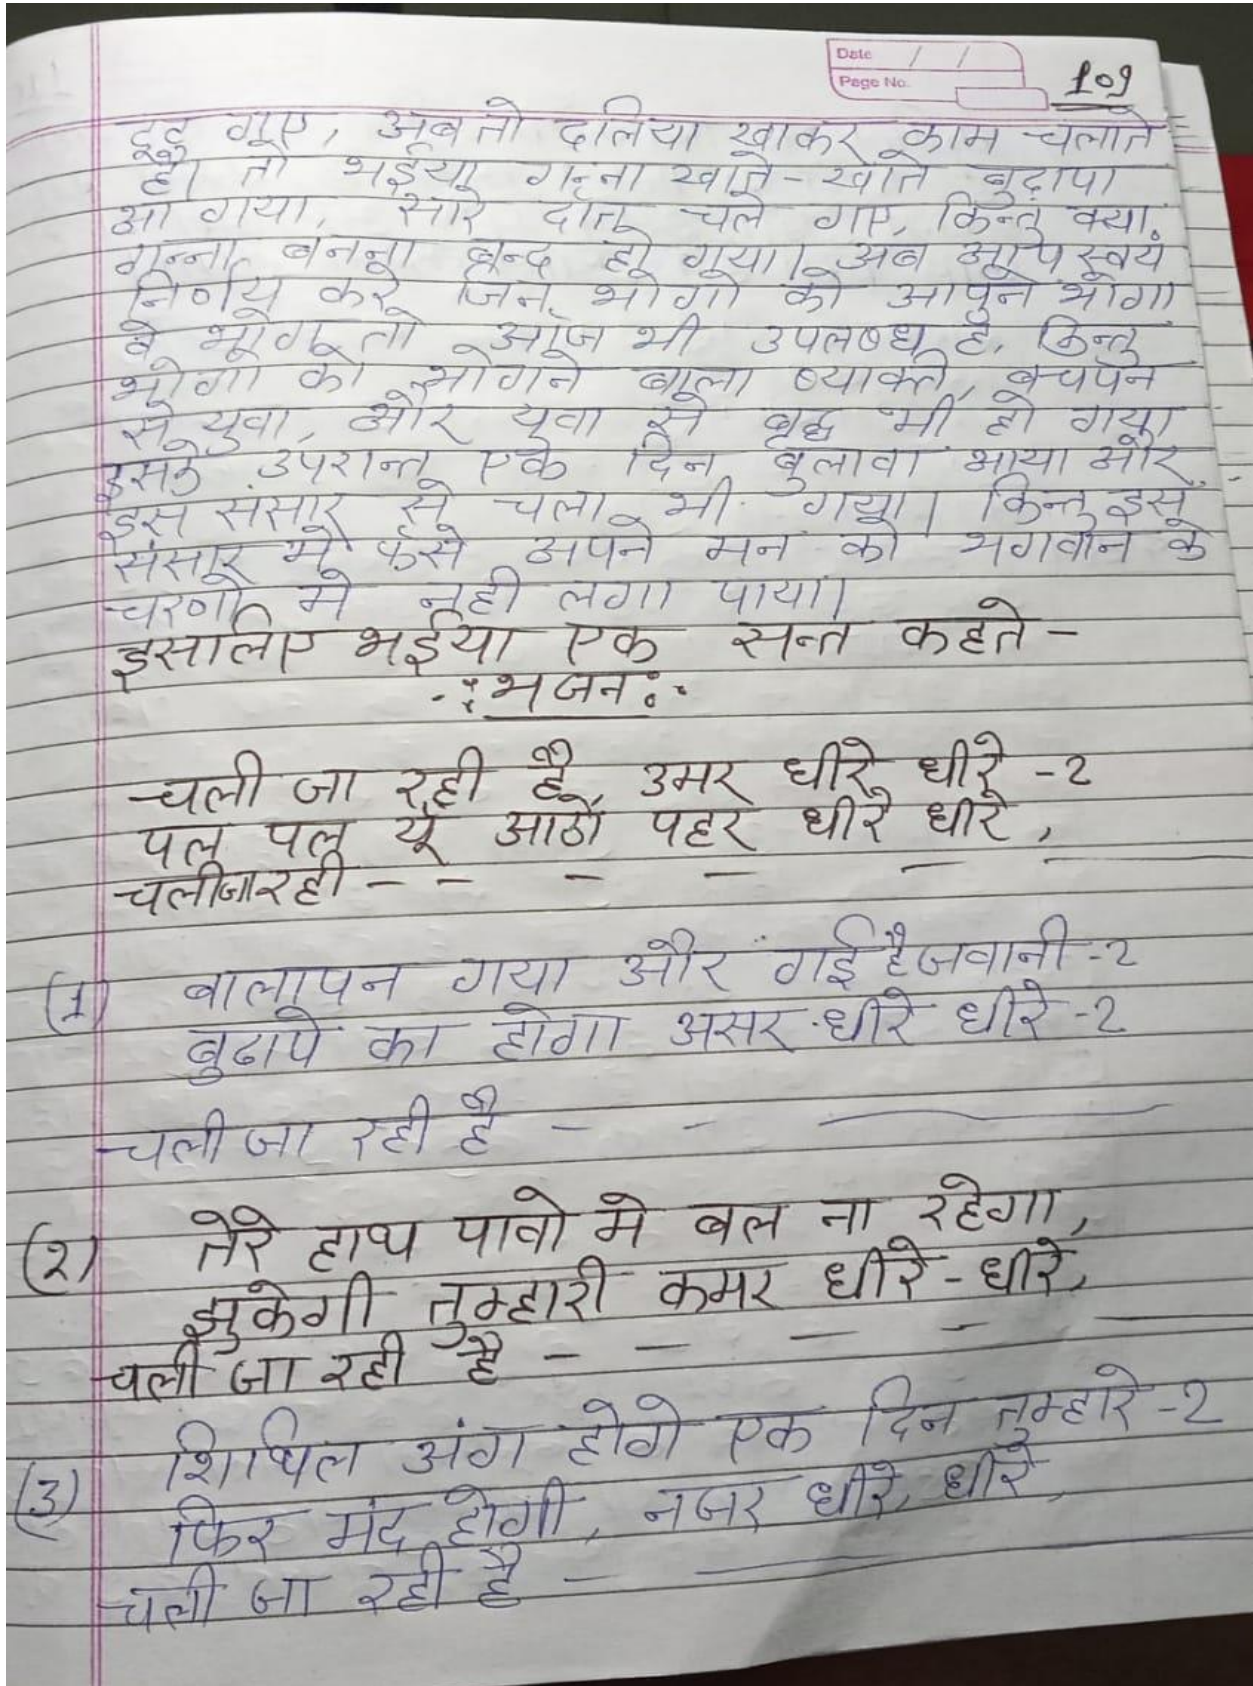 Date / /
Page No.
109
टूट गए, अब तो दलिया खाकर काम चलाते
है। तो भईया गन्ना खाते-खाते बुढ़ापा
आ गया, सारे दांत चले गए, किन्तु क्या
गन्ना बनना बन्द हो गया। अब आप स्वयं
निर्णय करे जिन भोगो को आपने भोगा
वे भोग तो आज भी उपलब्ध है, किन्तु
भोगो को भोगने वाला व्यक्ति, बचपन
से युवा, और युवा से बृद्ध भी हो गया
इसके उपरान्त एक दिन बुलावा आया और
इस संसार से चला भी गया। किन्तु इस
संसार मे फंसे अपने मन को भगवान के
चरणो मे नही लगा पाया।
इसलिए भईया एक सन्त कहते -
-: भजन :-
चली जा रही है उमर धीरे धीरे -2
पल पल यूं आठों पहर धीरे धीरे,
चली जा रही - - - - - -
(1) बालापन गया और गई है जवानी -2
बुढापे का होगा असर धीरे धीरे -2
चली जा रही है - - -
(2) तेरे हाथ पावो मे बल ना रहेगा,
झुकेगी तुम्हारी कमर धीरे - धीरे,
चली जा रही है - - - - -
(3) शिथिल अंग होगे एक दिन तुम्हारे -2
फिर मंद होगी, नजर धीरे, धीरे,
चली जा रही है - -